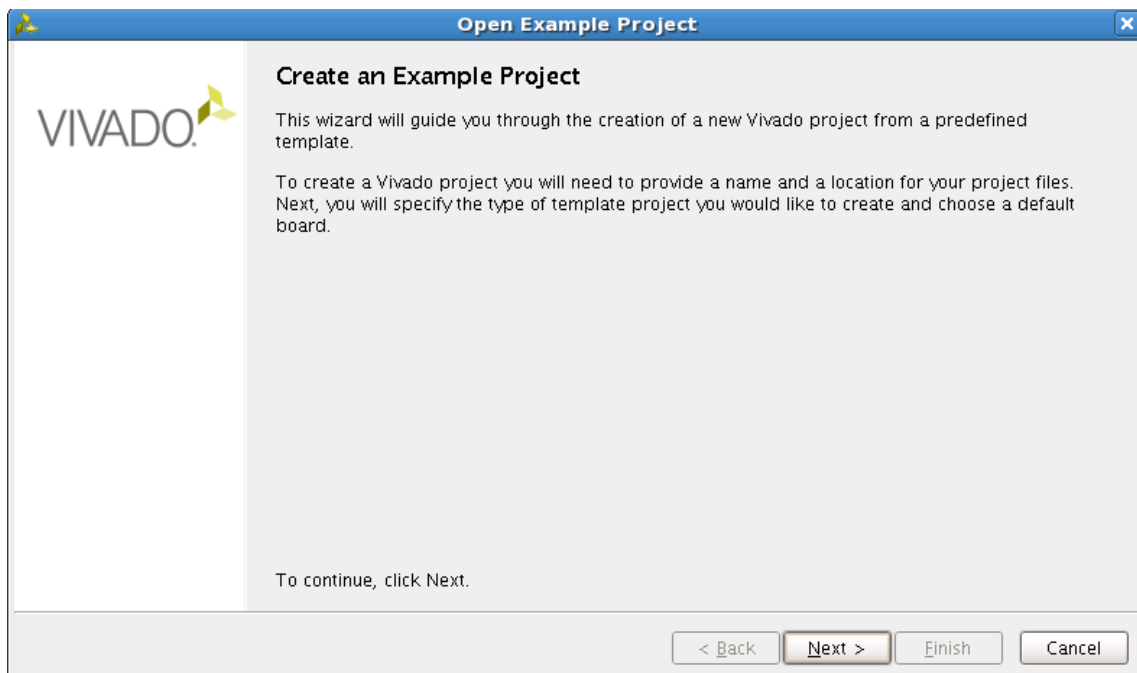 Open Example Project
VIVADO.
Create an Example Project
This wizard will guide you through the creation of a new Vivado project from a predefined
template.
To create a Vivado project you will need to provide a name and a location for your project files.
Next, you will specify the type of template project you would like to create and choose a default
board.
To continue, click Next.
< Back
Next >
Finish
Cancel